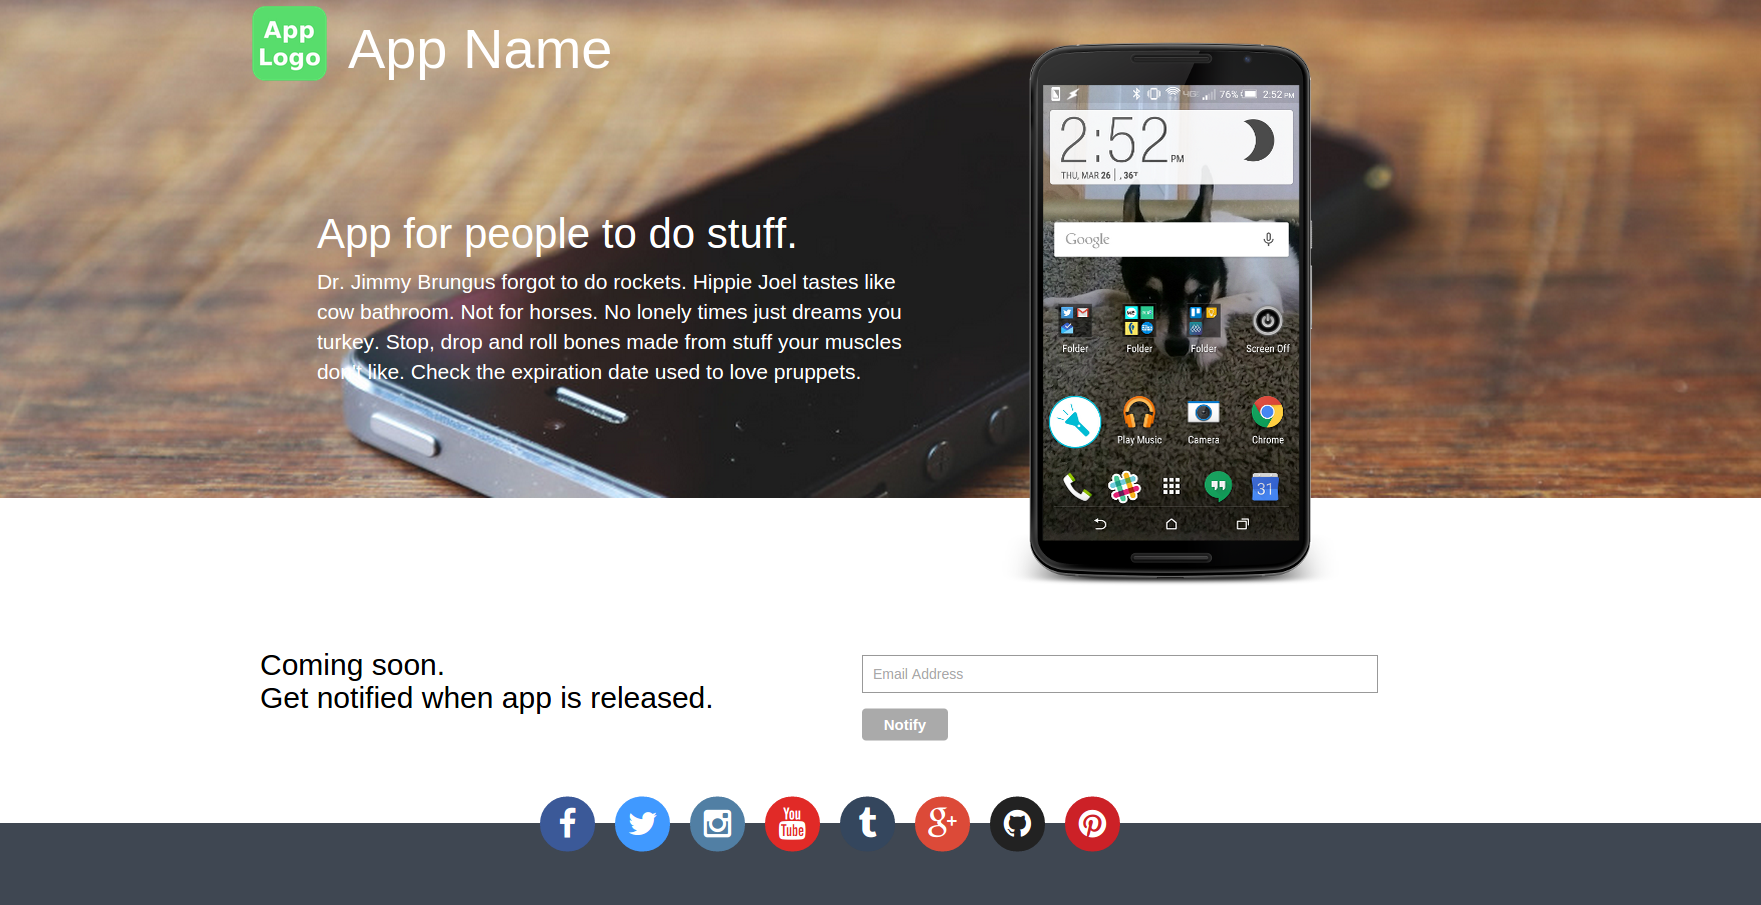 App
Logo
App Name
4G
76%
2:52 PM
2:52 PM
THU, MAR 26 | , 36°F
App for people to do stuff.
Google
Dr. Jimmy Brungus forgot to do rockets. Hippie Joel tastes like
cow bathroom. Not for horses. No lonely times just dreams you
turkey. Stop, drop and roll bones made from stuff your muscles
don't like. Check the expiration date used to love pruppets.
Folder
Folder
Folder
Screen Off
Play Music
Camera
Chrome
31
Coming soon.
Get notified when app is released.
Email Address
Notify
f
You
Tube
t
g+